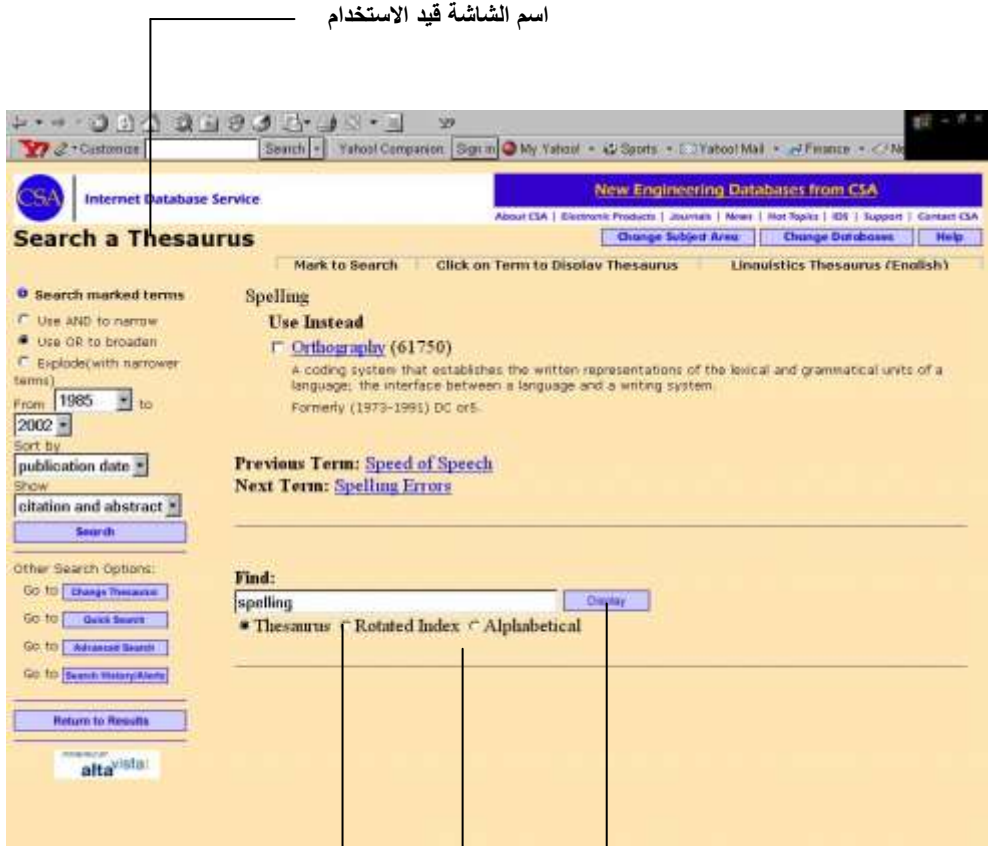 اسم الشاشة قيد الاستخدام
Customize Search Yahoo! Companion Sign in My Yahoo! Sports Yahoo! Mail Finance
CSA Internet Database Service
New Engineering Databases from CSA
About CSA | Electronic Products | Journals | News | Hot Topics | IDS | Support | Contact CSA
Search a Thesaurus
Change Subject Area Change Databases Help
Mark to Search Click on Term to Display Thesaurus Linguistics Thesaurus (English)
Search marked terms
Use AND to narrow
Use OR to broaden
Explode(with narrower
terms)
From 1985 to
2002
Sort by
publication date
Show
citation and abstract
Search
Other Search Options:
Go to Change Thesaurus
Go to Quick Search
Go to Advanced Search
Go to Search History/Alerts
Return to Results
altavista:
Spelling
Use Instead
Orthography (61750)
A coding system that establishes the written representations of the lexical and grammatical units of a
language; the interface between a language and a writing system.
Formerly (1973-1991) DC or5.
Previous Term: Speed of Speech
Next Term: Spelling Errors
Find:
spelling Display
Thesaurus Rotated Index Alphabetical